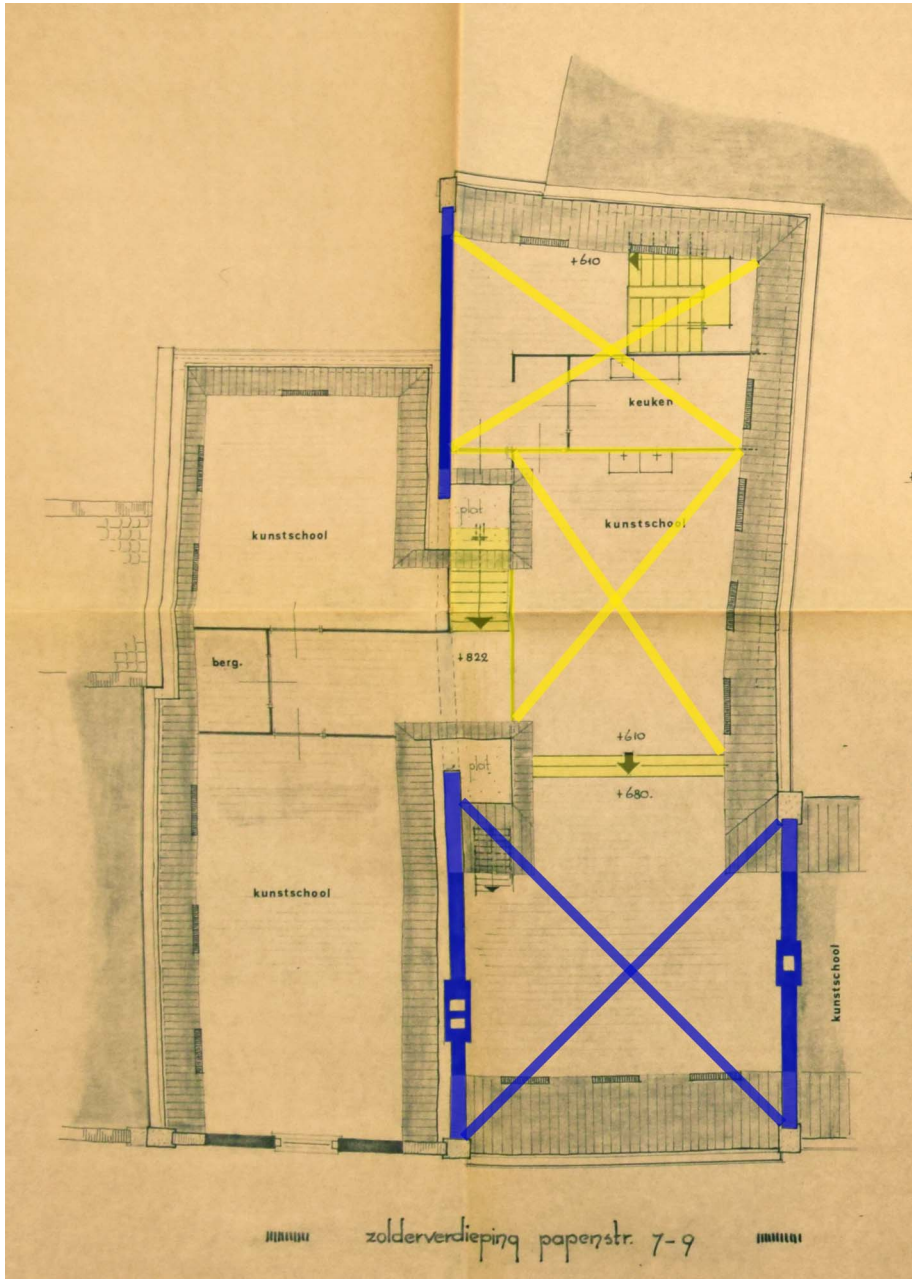 +610
keuken
plat
kunstschool
kunstschool
berg.
+822
+610
plat
+680.
kunstschool
kunstschool
zolderverdieping papenstr. 7-9